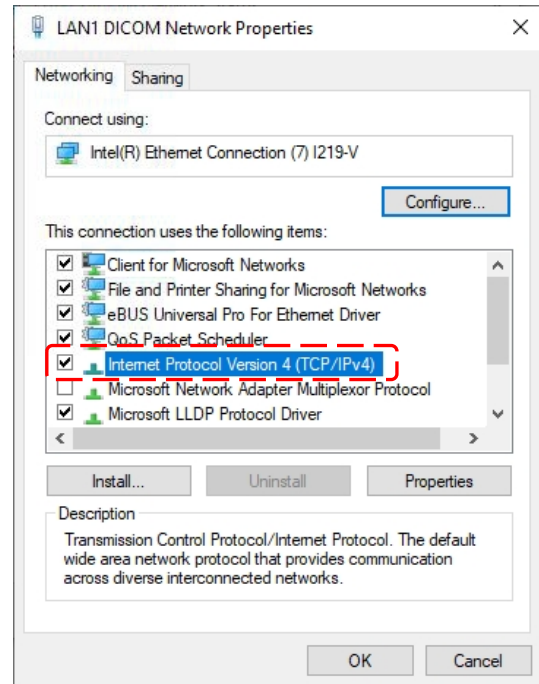 LAN1 DICOM Network Properties
Networking
Sharing
Connect using:
Intel(R) Ethernet Connection (7) I219-V
Configure...
This connection uses the following items:
Client for Microsoft Networks
File and Printer Sharing for Microsoft Networks
eBUS Universal Pro For Ethernet Driver
QoS Packet Scheduler
Internet Protocol Version 4 (TCP/IPv4)
Microsoft Network Adapter Multiplexor Protocol
Microsoft LLDP Protocol Driver
Install...
Uninstall
Properties
Description
Transmission Control Protocol/Internet Protocol. The default
wide area network protocol that provides communication
across diverse interconnected networks.
OK
Cancel